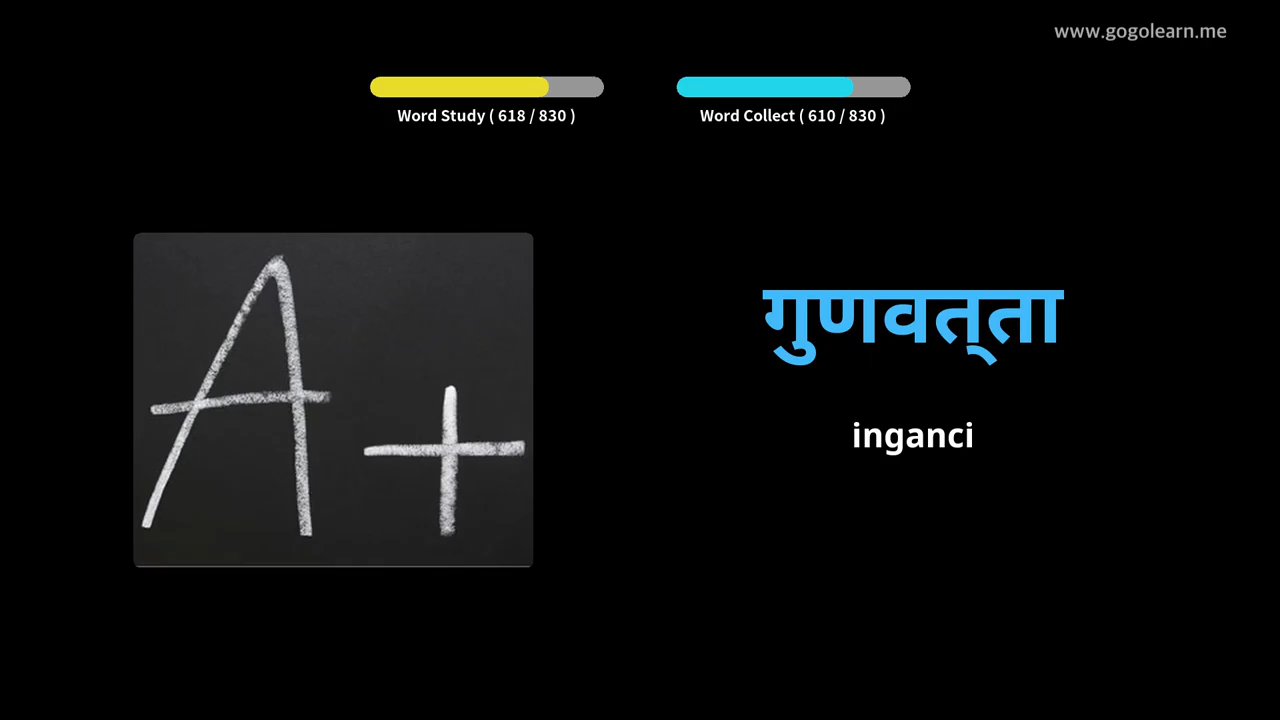 www.gogolearn.me
Word Study ( 618 / 830 )
Word Collect ( 610 / 830 )
A+
गुणवत्‌ता
inganci